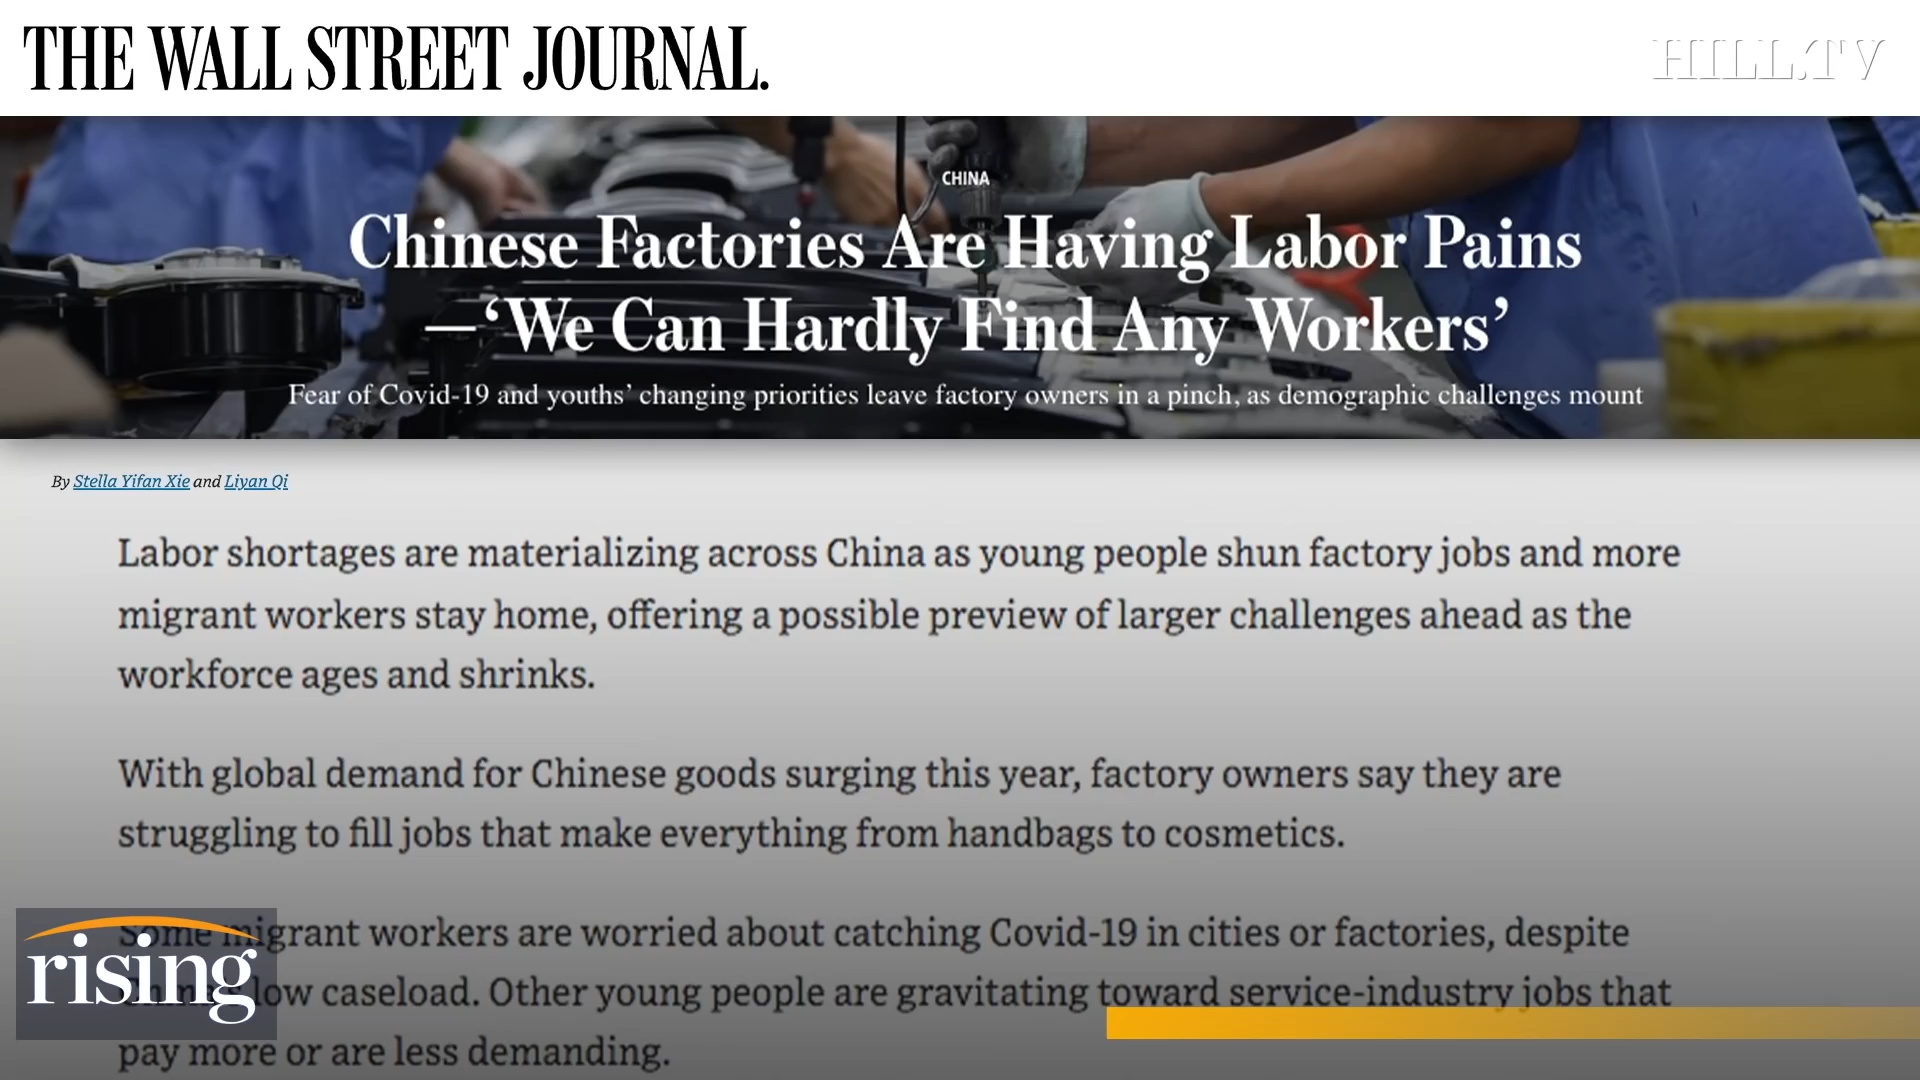 THE WALL STREET JOURNAL.
HILL.TV
CHINA
Chinese Factories Are Having Labor Pains
—‘We Can Hardly Find Any Workers’
Fear of Covid-19 and youths’ changing priorities leave factory owners in a pinch, as demographic challenges mount
By Stella Yifan Xie and Liyan Qi
Labor shortages are materializing across China as young people shun factory jobs and more
migrant workers stay home, offering a possible preview of larger challenges ahead as the
workforce ages and shrinks.
With global demand for Chinese goods surging this year, factory owners say they are
struggling to fill jobs that make everything from handbags to cosmetics.
Some migrant workers are worried about catching Covid-19 in cities or factories, despite
China's low caseload. Other young people are gravitating toward service-industry jobs that
pay more or are less demanding.
rising